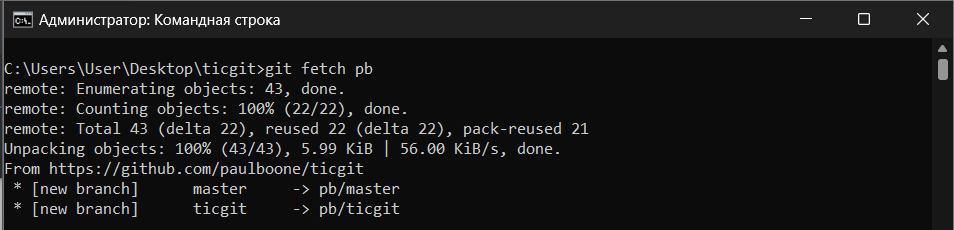 Администратор: Командная строка
C:\Users\User\Desktop\ticgit>git fetch pb
remote: Enumerating objects: 43, done.
remote: Counting objects: 100% (22/22), done.
remote: Total 43 (delta 22), reused 22 (delta 22), pack-reused 21
Unpacking objects: 100% (43/43), 5.99 KiB | 56.00 KiB/s, done.
From https://github.com/paulboone/ticgit
 * [new branch]      master     -> pb/master
 * [new branch]      ticgit     -> pb/ticgit